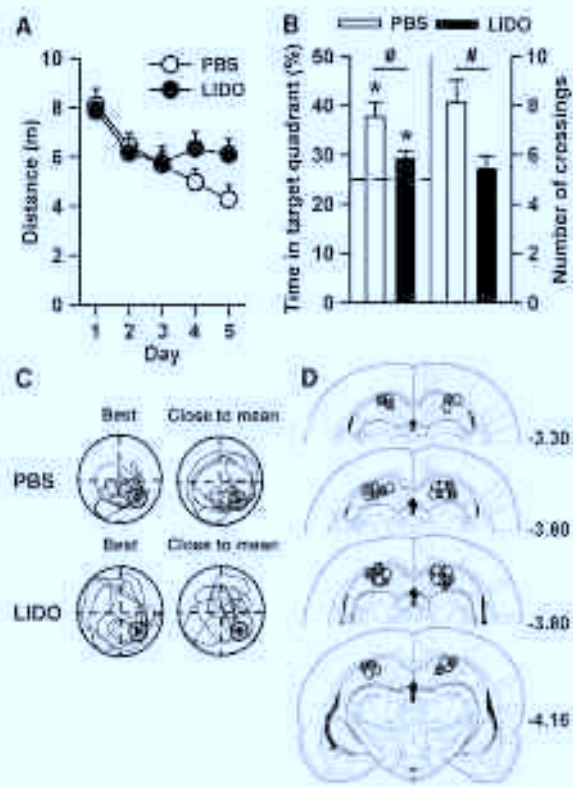 A
PBS
LIDO
Distance (m)
10
8
6
4
2
0
1 2 3 4 5
Day
B
PBS LIDO
Time in target quadrant (%)
50
40
30
20
10
0
* *
# #
Number of crossings
10
8
6
4
2
0
C
Best Close to mean
PBS
Best Close to mean
LIDO
D
-3.30
-3.60
-3.80
-4.16